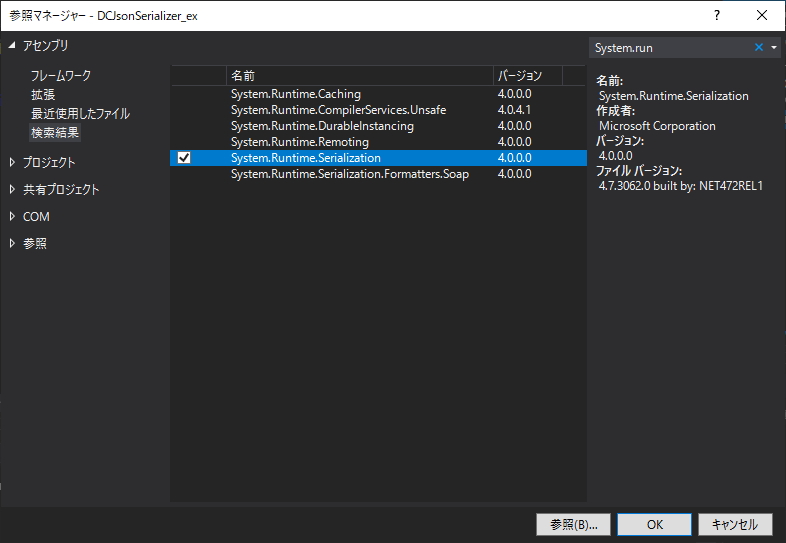 参照マネージャー - DCJsonSerializer_ex
? ✕
アセンブリ
フレームワーク
拡張
最近使用したファイル
検索結果
プロジェクト
共有プロジェクト
COM
参照
名前 バージョン
System.Runtime.Caching 4.0.0.0
System.Runtime.CompilerServices.Unsafe 4.0.4.1
System.Runtime.DurableInstancing 4.0.0.0
System.Runtime.Remoting 4.0.0.0
System.Runtime.Serialization 4.0.0.0
System.Runtime.Serialization.Formatters.Soap 4.0.0.0
System.run
名前:
System.Runtime.Serialization
作成者:
Microsoft Corporation
バージョン:
4.0.0.0
ファイル バージョン:
4.7.3062.0 built by: NET472REL1
参照(B)... OK キャンセル